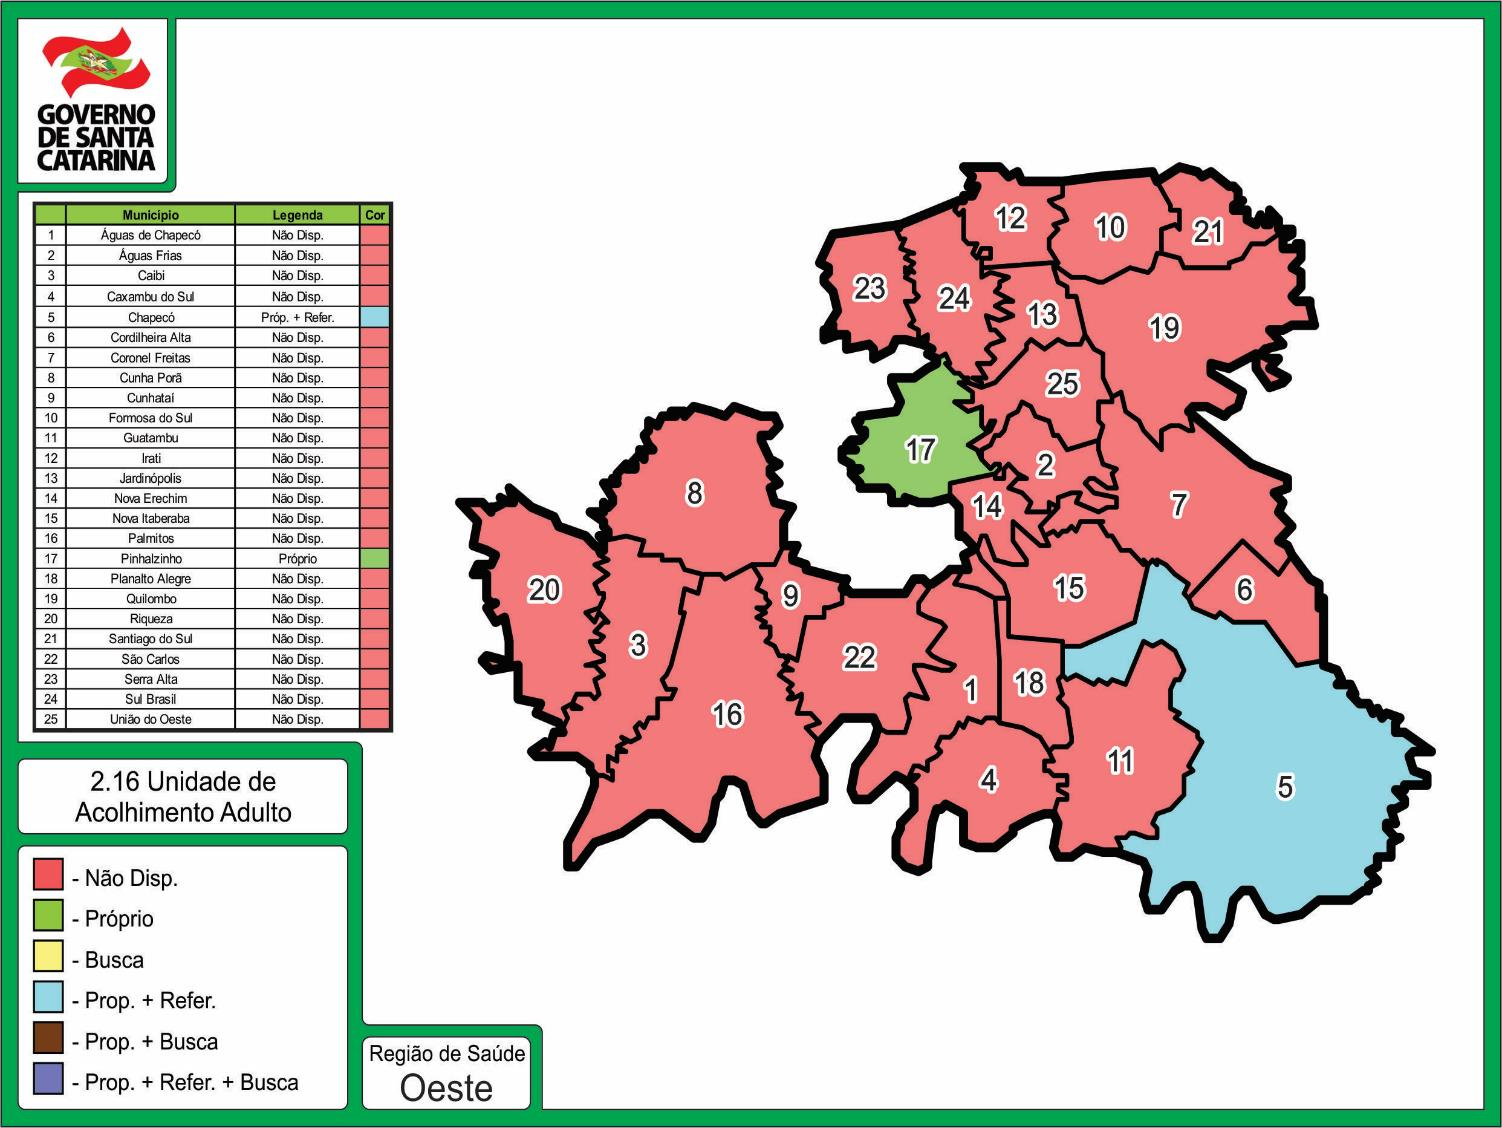 GOVERNO
DE SANTA
CATARINA
Município Legenda Cor
1 Águas de Chapecó Não Disp.
2 Águas Frias Não Disp.
3 Caibi Não Disp.
4 Caxambu do Sul Não Disp.
5 Chapecó Próp. + Refer.
6 Cordilheira Alta Não Disp.
7 Coronel Freitas Não Disp.
8 Cunha Porã Não Disp.
9 Cunhataí Não Disp.
10 Formosa do Sul Não Disp.
11 Guatambu Não Disp.
12 Irati Não Disp.
13 Jardinópolis Não Disp.
14 Nova Erechim Não Disp.
15 Nova Itaberaba Não Disp.
16 Palmitos Não Disp.
17 Pinhalzinho Próprio
18 Planalto Alegre Não Disp.
19 Quilombo Não Disp.
20 Riqueza Não Disp.
21 Santiago do Sul Não Disp.
22 São Carlos Não Disp.
23 Serra Alta Não Disp.
24 Sul Brasil Não Disp.
25 União do Oeste Não Disp.
2.16 Unidade de
Acolhimento Adulto
- Não Disp.
- Próprio
- Busca
- Prop. + Refer.
- Prop. + Busca
- Prop. + Refer. + Busca
Região de Saúde
Oeste
12
10
21
23
24
13
19
25
17
2
8
14
7
20
9
15
6
3
22
1
18
16
11
4
5